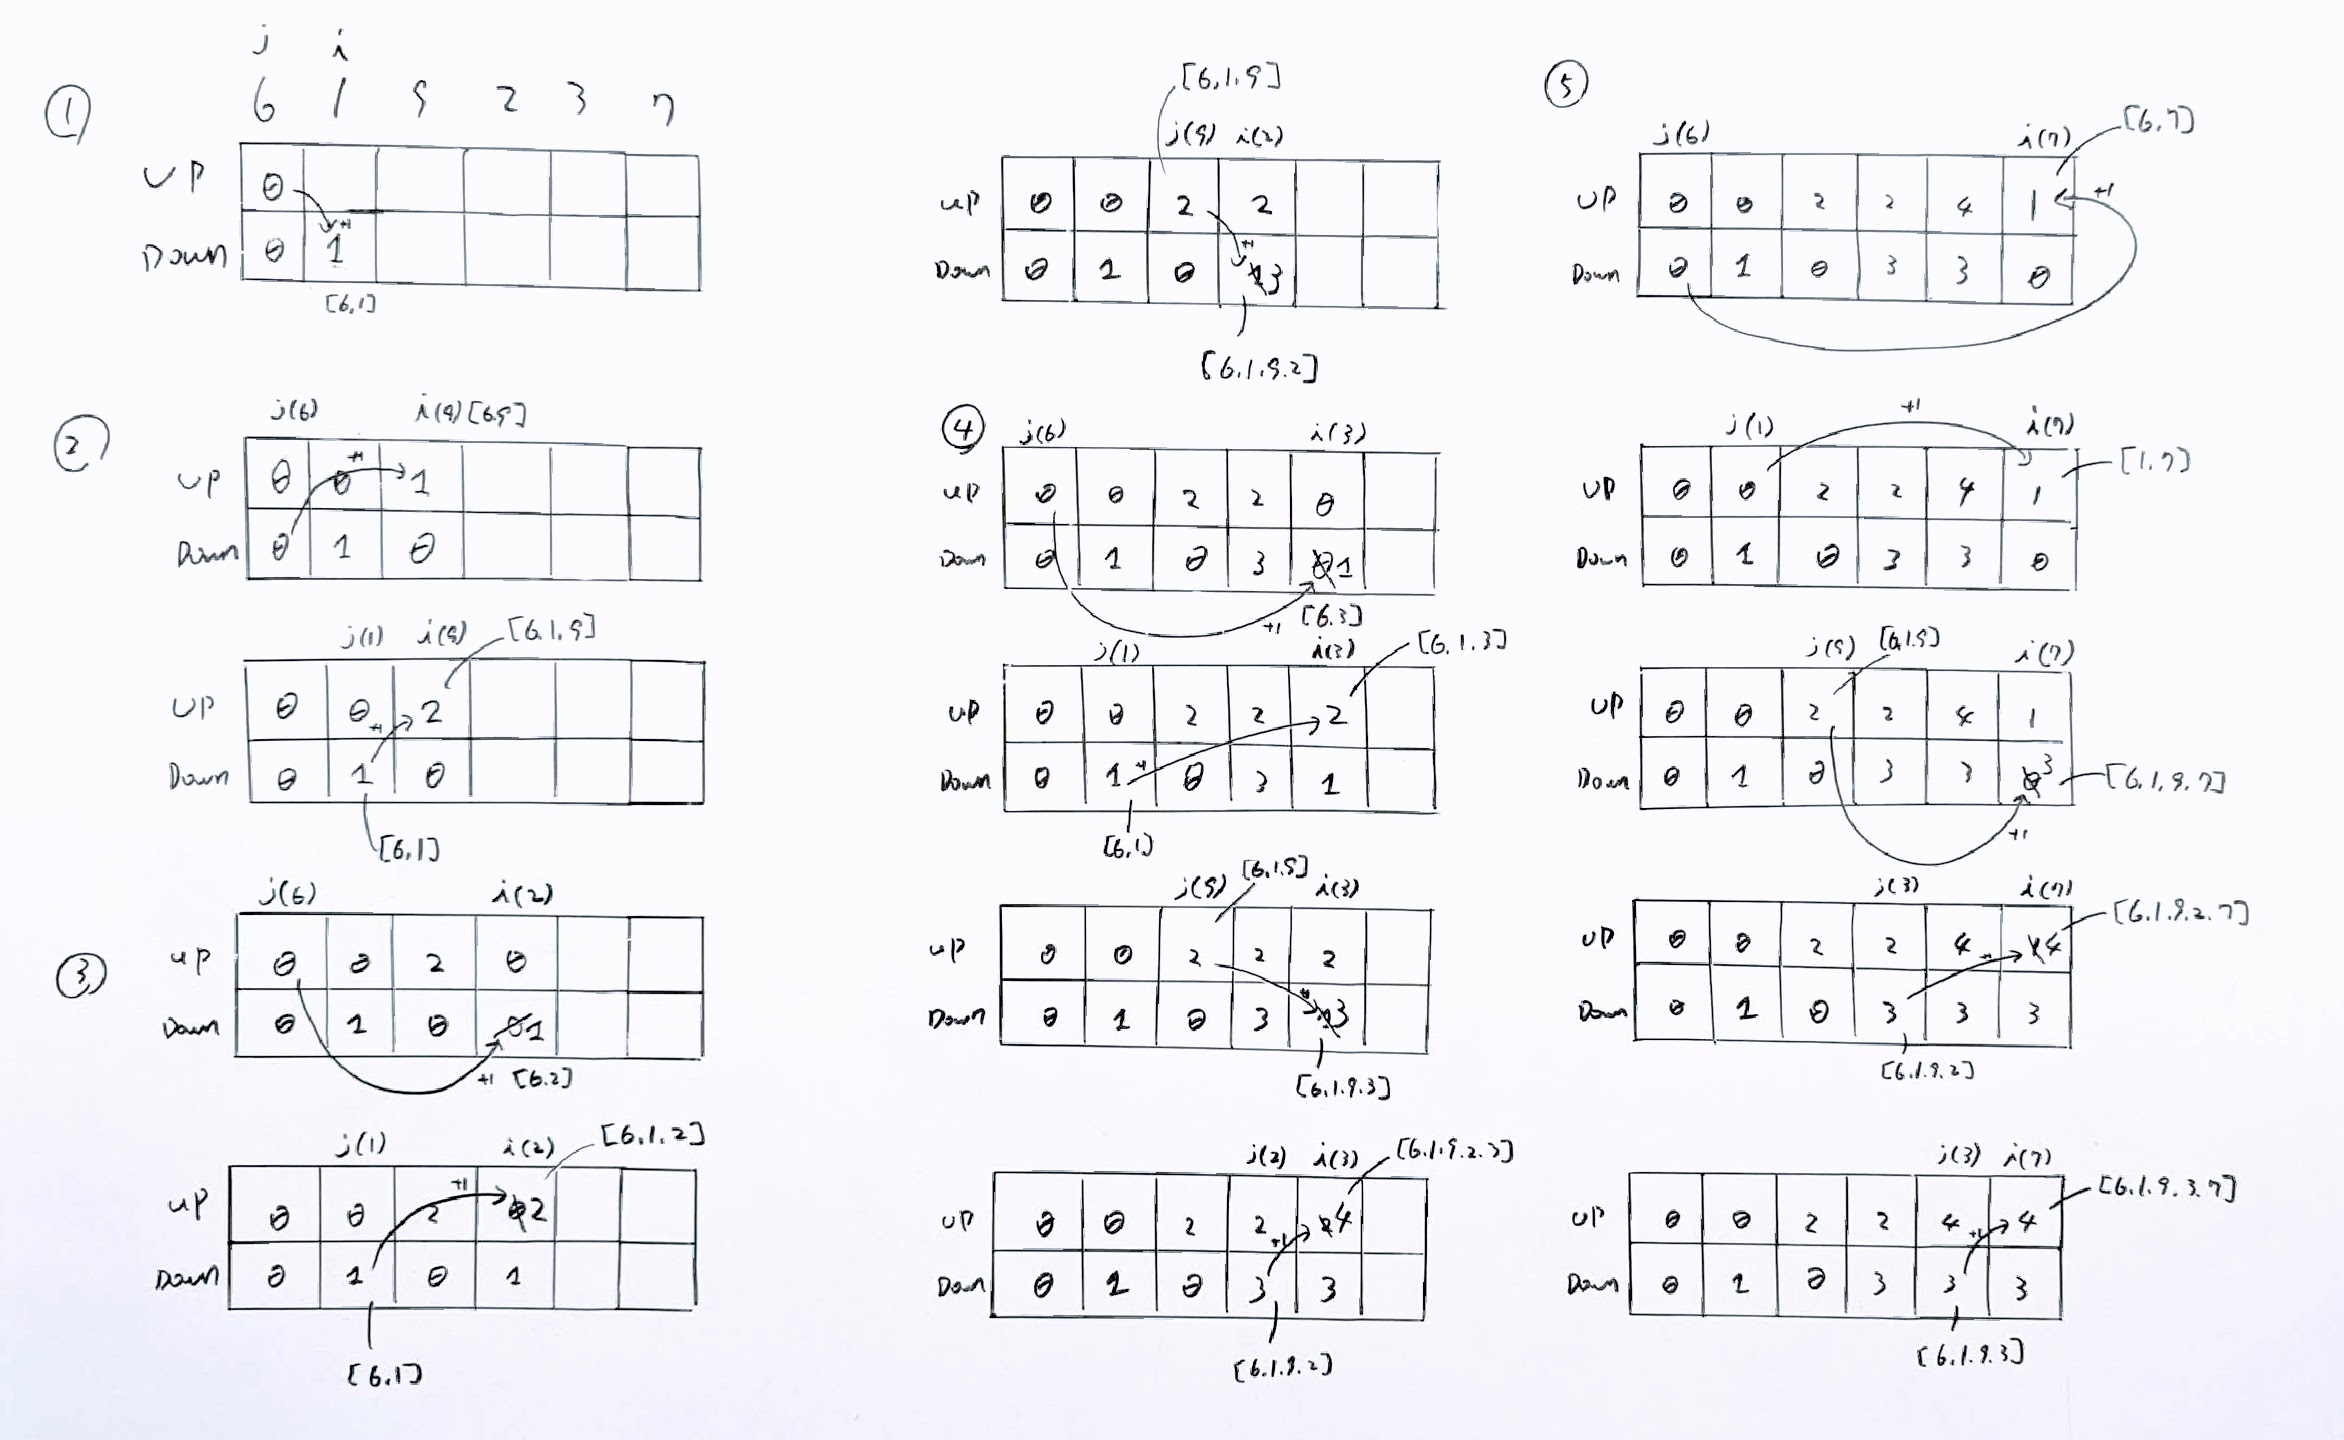 ①
j i
6 1 9 2 3 7
UP 0
+1
Down 0 1
[6,1]
②
j(6) i(9) [6,9]
UP 0 0 1
+1
Down 0 1 0
j(1) i(9) [6.1.9]
UP 0 0 2
+1
Down 0 1 0
[6,1]
③
j(6) i(2)
UP 0 0 2 0
Down 0 1 0 0 1
+1 [6.2]
j(1) i(2) [6.1.2]
+1
UP 0 0 2 0 2
Down 0 1 0 1
[6.1]
[6,1.9]
j(9) i(2)
UP 0 0 2 2
+1
Down 0 1 0 1 3
[6.1.9.2]
④
j(6) i(3)
UP 0 0 2 2 0
Down 0 1 0 3 0 1
+1 [6.3]
j(1) i(3) [6.1.3]
UP 0 0 2 2 2
+1
Down 0 1 0 3 1
[6,1]
j(9) [6,1.9] i(3)
UP 0 0 2 2 2
+1
Down 0 1 0 3 1 3
[6.1.9.3]
j(2) i(3) [6.1.9.2.3]
UP 0 0 2 2 2 4
+1
Down 0 1 0 3 3
[6.1.9.2]
⑤
j(6) i(7) [6,7]
UP 0 0 2 2 4 1 +1
Down 0 1 0 3 3 0
j(1) +1 i(7)
UP 0 0 2 2 4 1 [1.7]
Down 0 1 0 3 3 0
j(9) [6,1.9] i(7)
UP 0 0 2 2 4 1
Down 0 1 0 3 3 0 3 [6.1.9.7]
+1
j(3) i(7) [6.1.9.2.7]
UP 0 0 2 2 4 1 4
Down 0 1 0 3 3 3
[6.1.9.2]
j(3) i(7) [6.1.9.3.7]
UP 0 0 2 2 4 4
+1
Down 0 1 0 3 3 3
[6.1.9.3]